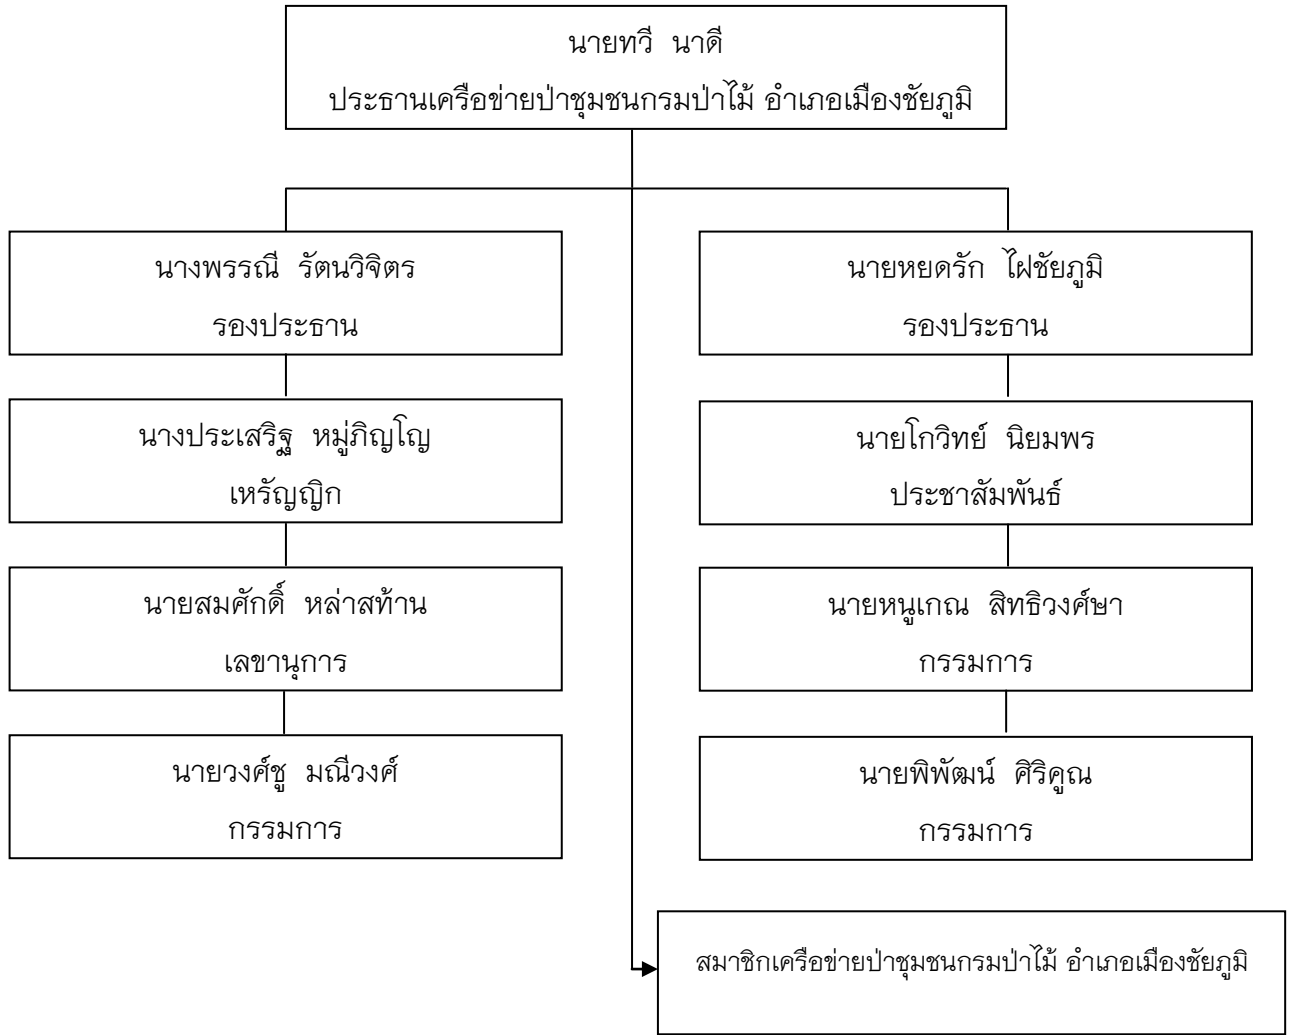 นายทวี นาดี
ประธานเครือข่ายป่าชุมชนกรมป่าไม้ อำเภอเมืองชัยภูมิ
นางพรรณี รัตนวิจิตร
รองประธาน
นายหยดรัก ไฝชัยภูมิ
รองประธาน
นางประเสริฐ หมู่ภิญโญ
เหรัญญิก
นายโกวิทย์ นิยมพร
ประชาสัมพันธ์
นายสมศักดิ์ หล่าสท้าน
เลขานุการ
นายหนูเกณ สิทธิวงศ์ษา
กรรมการ
นายวงศ์ชู มณีวงศ์
กรรมการ
นายพิพัฒน์ ศิริคูณ
กรรมการ
สมาชิกเครือข่ายป่าชุมชนกรมป่าไม้ อำเภอเมืองชัยภูมิ